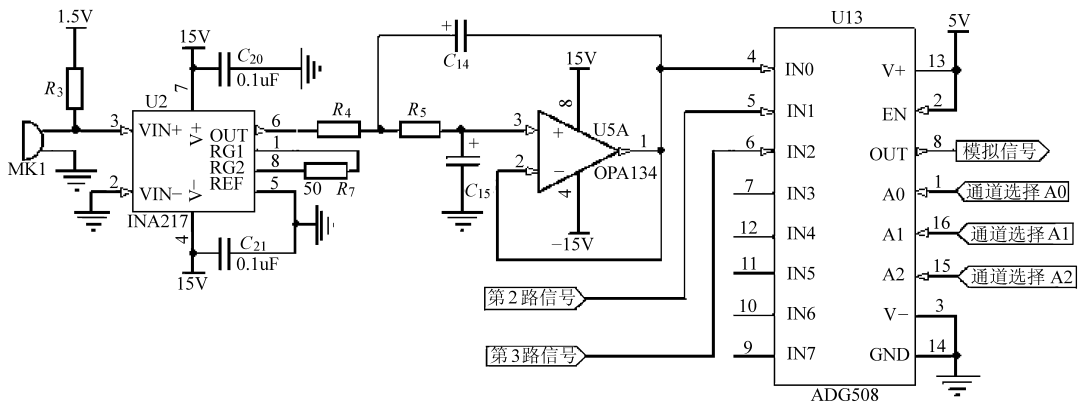 1.5V
R3
MK1
15V
7
C20
0.1uF
U2
3
VIN+
V+
OUT
6
RG1
1
RG2
8
REF
5
2
VIN−
V−
INA217
4
C21
0.1uF
15V
50
R7
R4
R5
+
C14
+
C15
15V
8
3
+
2
−
U5A
1
OPA134
4
−15V
第2路信号
第3路信号
U13
5V
4
IN0
V+
13
5
IN1
EN
2
6
IN2
OUT
8
模拟信号
7
IN3
A0
1
通道选择A0
12
IN4
A1
16
通道选择A1
11
IN5
A2
15
通道选择A2
10
IN6
V−
3
9
IN7
GND
14
ADG508